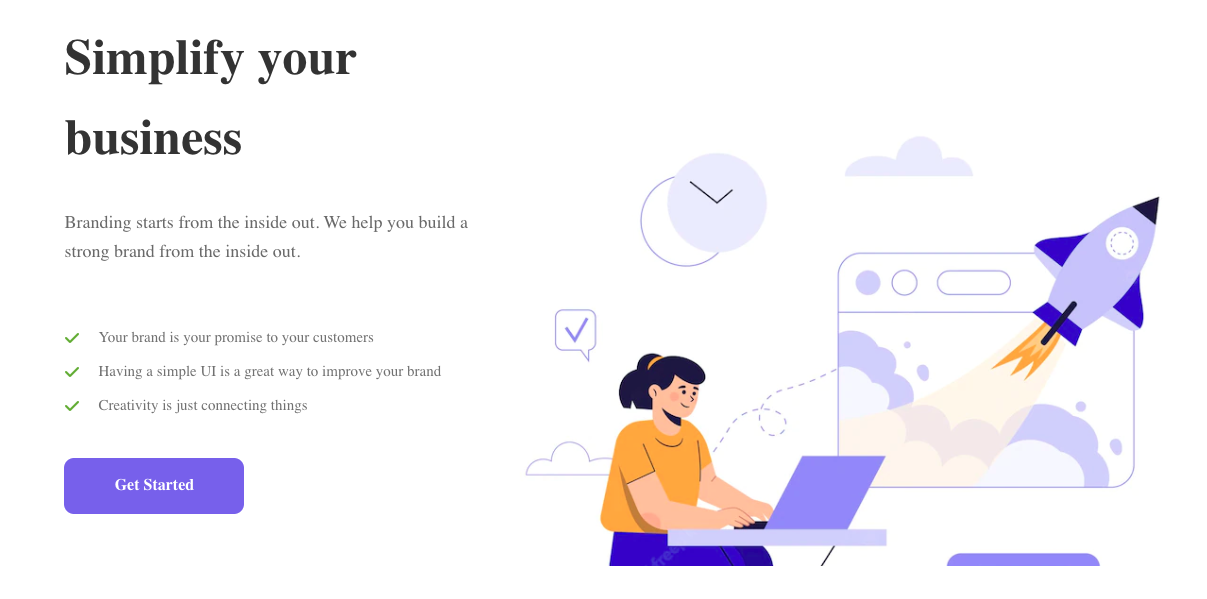 Simplify your
business
Branding starts from the inside out. We help you build a
strong brand from the inside out.
Your brand is your promise to your customers
Having a simple UI is a great way to improve your brand
Creativity is just connecting things
Get Started